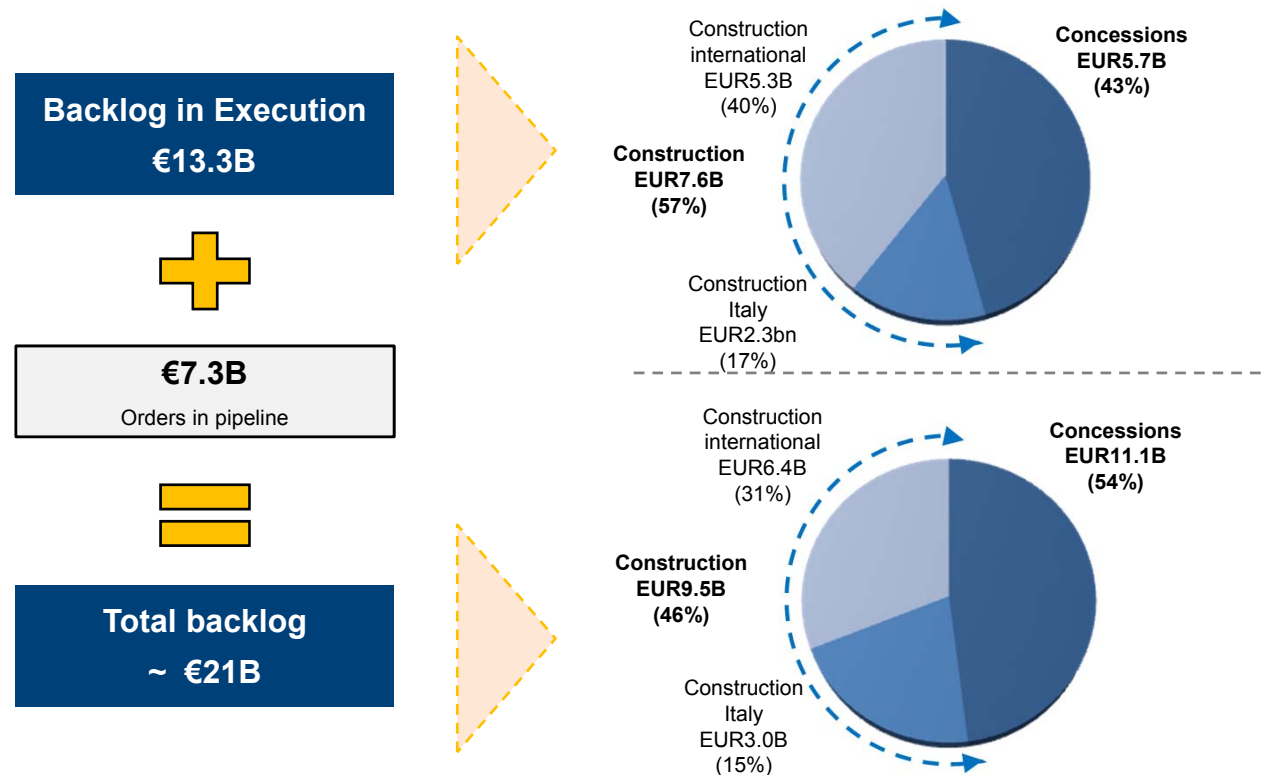 Backlog in Execution
€13.3B
€7.3B
Orders in pipeline
Total backlog
~ €21B
Construction
international
EUR5.3B
(40%)
Concessions
EUR5.7B
(43%)
Construction
EUR7.6B
(57%)
Construction
Italy
EUR2.3bn
(17%)
Construction
international
EUR6.4B
(31%)
Concessions
EUR11.1B
(54%)
Construction
EUR9.5B
(46%)
Construction
Italy
EUR3.0B
(15%)